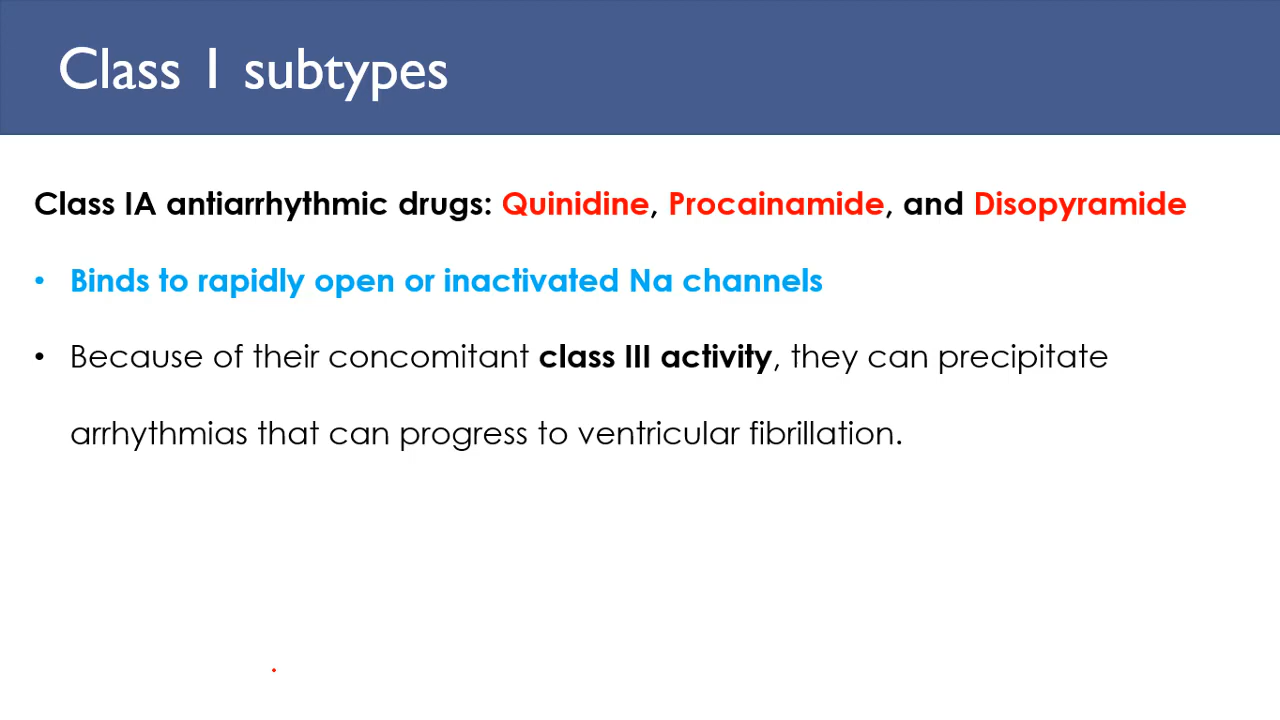 Class 1 subtypes
Class IA antiarrhythmic drugs: Quinidine, Procainamide, and Disopyramide
• Binds to rapidly open or inactivated Na channels
• Because of their concomitant class III activity, they can precipitate
arrhythmias that can progress to ventricular fibrillation.